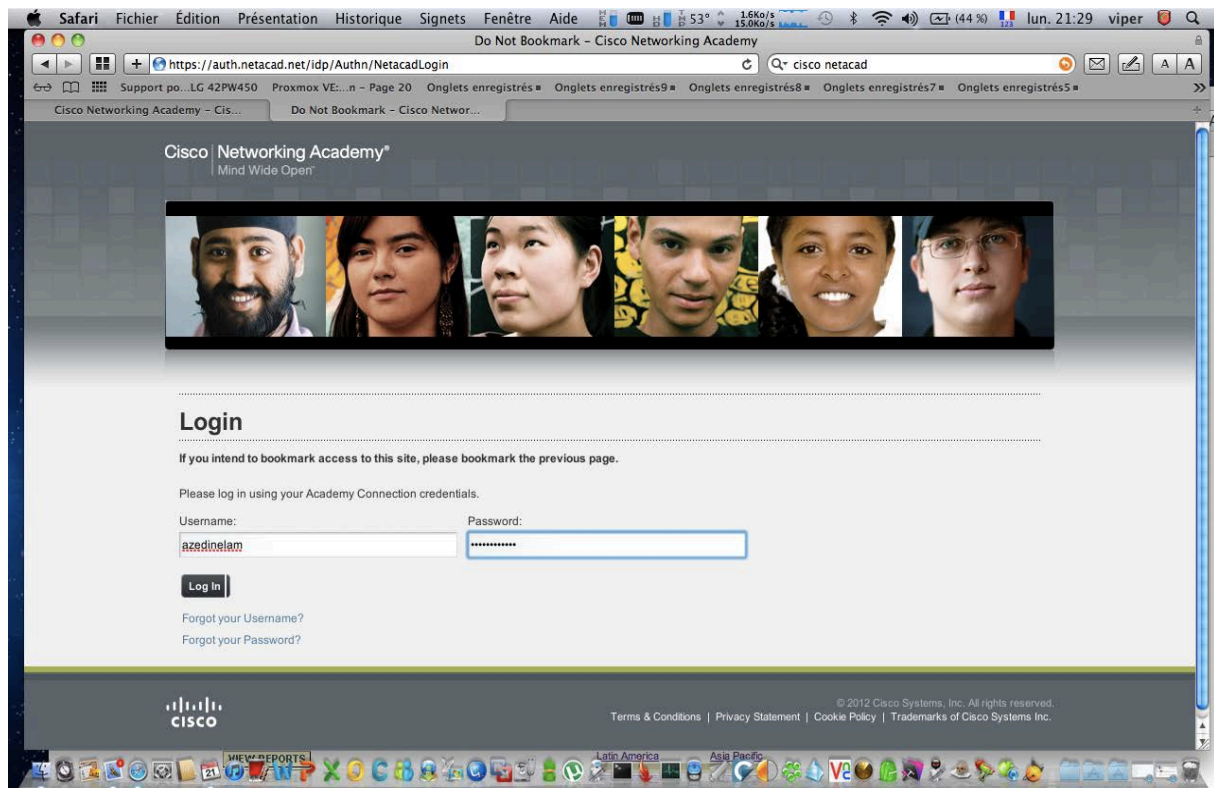 Safari Fichier Édition Présentation Historique Signets Fenêtre Aide 53° 1.6Ko/s 15.0Ko/s (44 %) 123 lun. 21:29 viper
Do Not Bookmark – Cisco Networking Academy
https://auth.netacad.net/idp/Authn/NetacadLogin cisco netacad A A
Support po...LG 42PW450 Proxmox VE:...n – Page 20 Onglets enregistrés Onglets enregistrés9 Onglets enregistrés8 Onglets enregistrés7 Onglets enregistrés5 »
Cisco Networking Academy – Cis... Do Not Bookmark – Cisco Networ...
Cisco Networking Academy®
Mind Wide Open™
Login
If you intend to bookmark access to this site, please bookmark the previous page.
Please log in using your Academy Connection credentials.
Username: Password:
azedinelam ••••••••••••
Log In
Forgot your Username?
Forgot your Password?
CISCO
© 2012 Cisco Systems, Inc. All rights reserved.
Terms & Conditions | Privacy Statement | Cookie Policy | Trademarks of Cisco Systems Inc.
VIEW REPORTS Latin America Asia Pacific